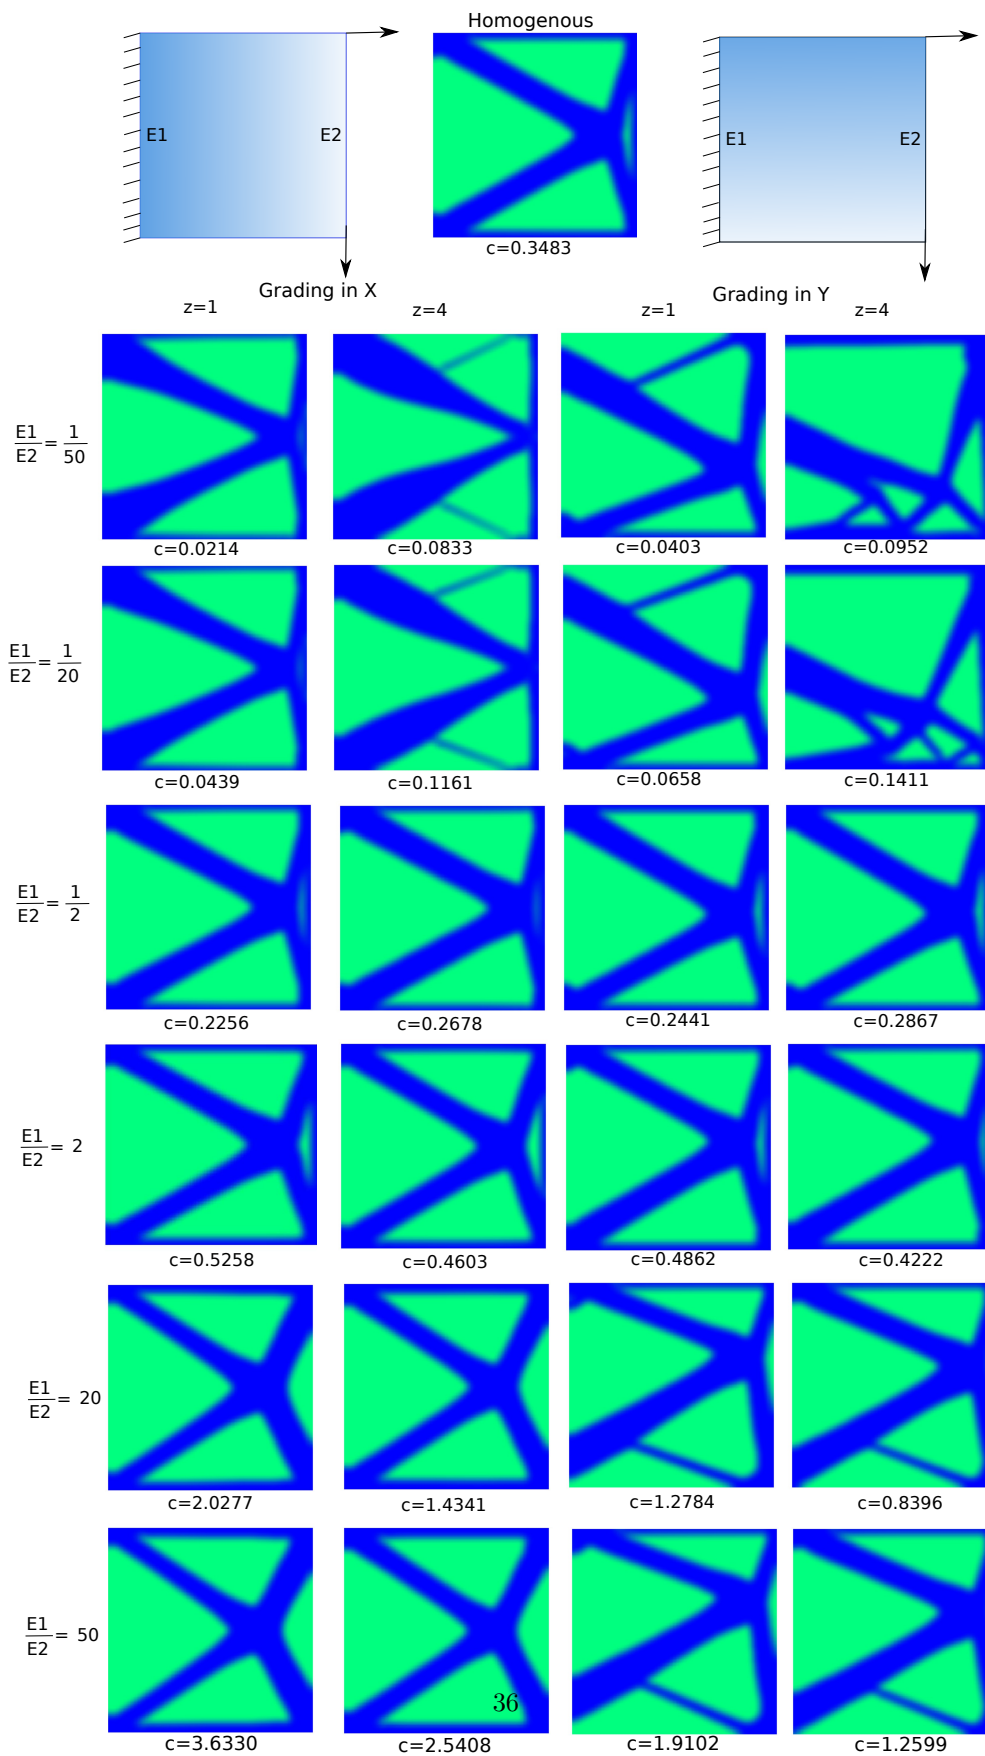 Homogenous
E1 E2
E1 E2
c=0.3483
Grading in X
Grading in Y
z=1 z=4 z=1 z=4
E1/E2 = 1/50
c=0.0214 c=0.0833 c=0.0403 c=0.0952
E1/E2 = 1/20
c=0.0439 c=0.1161 c=0.0658 c=0.1411
E1/E2 = 1/2
c=0.2256 c=0.2678 c=0.2441 c=0.2867
E1/E2 = 2
c=0.5258 c=0.4603 c=0.4862 c=0.4222
E1/E2 = 20
c=2.0277 c=1.4341 c=1.2784 c=0.8396
E1/E2 = 50
36
c=3.6330 c=2.5408 c=1.9102 c=1.2599